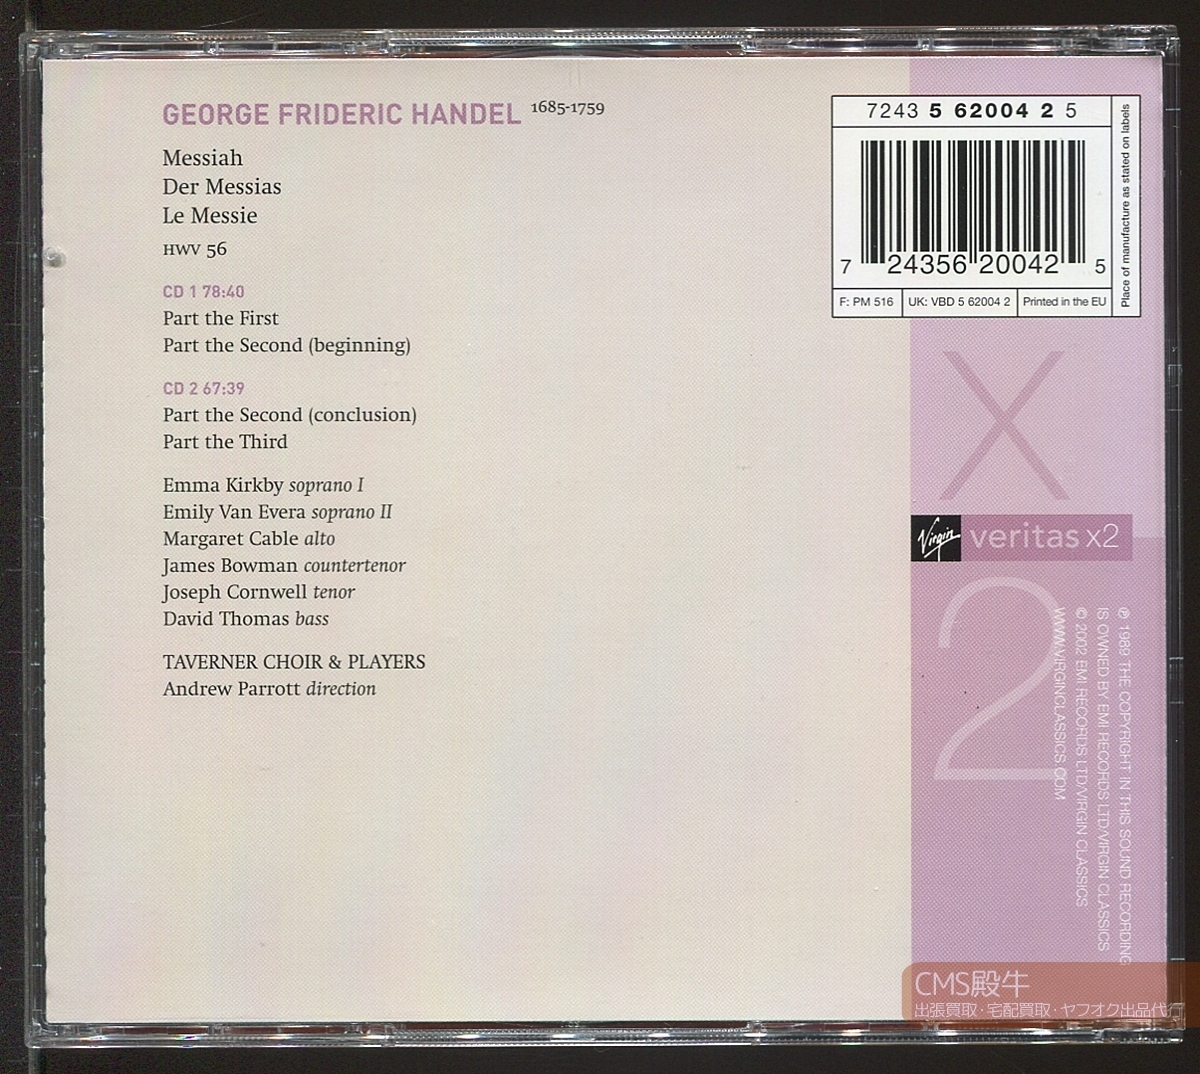 GEORGE FRIDERIC HANDEL 1685-1759
Messiah
Der Messias
Le Messie
HWV 56
CD 1 78:40
Part the First
Part the Second (beginning)
CD 2 67:39
Part the Second (conclusion)
Part the Third
Emma Kirkby soprano I
Emily Van Evera soprano II
Margaret Cable alto
James Bowman countertenor
Joseph Cornwell tenor
David Thomas bass
TAVERNER CHOIR & PLAYERS
Andrew Parrott direction
7243 5 62004 2 5
7 24356 20042 5
F: PM 516
UK: VBD 5 62004 2
Printed in the EU
Place of manufacture as stated on labels
X
Virgin veritas x2
2
℗ 1989 THE COPYRIGHT IN THIS SOUND RECORDING
IS OWNED BY EMI RECORDS LTD/VIRGIN CLASSICS
© 2002 EMI RECORDS LTD/VIRGIN CLASSICS
WWW.VIRGINCLASSICS.COM
CMS殿牛
出張買取・宅配買取・ヤフオク出品代行